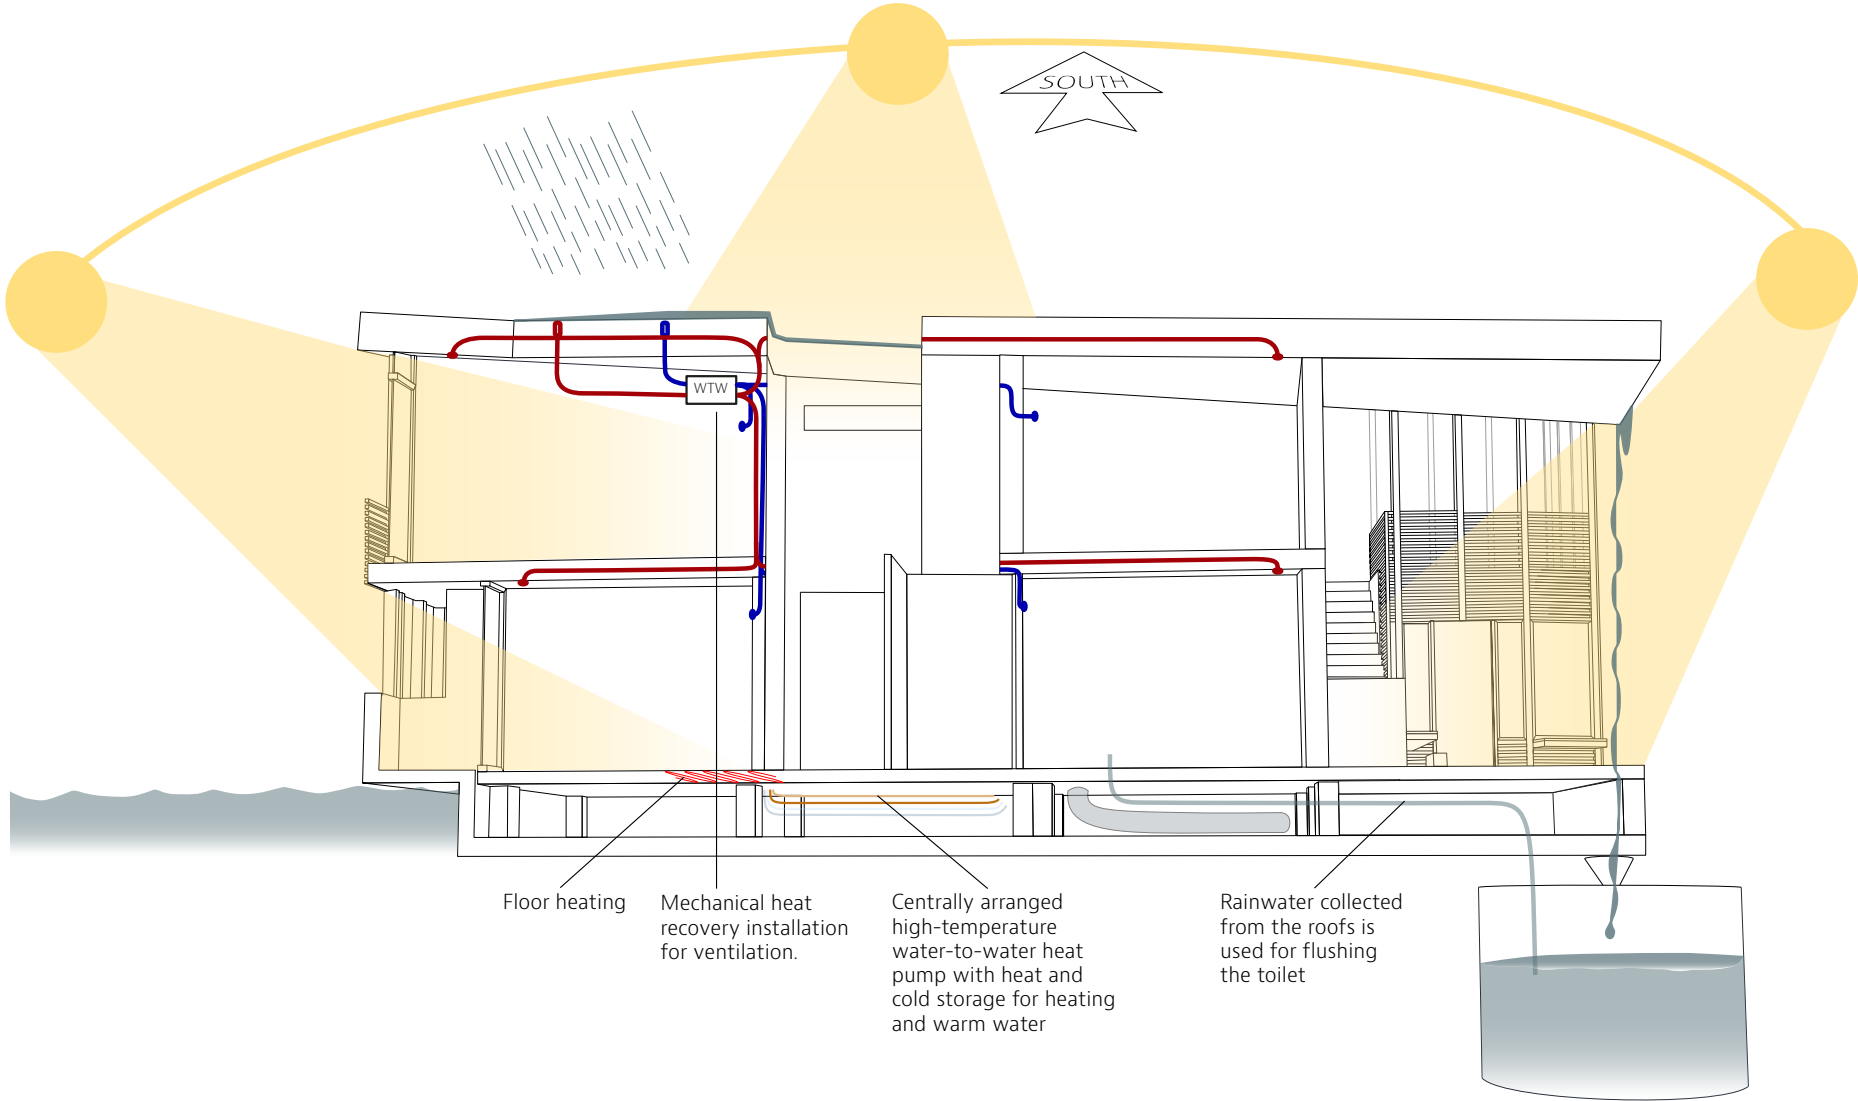 SOUTH
WTW
Floor heating
Mechanical heat
recovery installation
for ventilation.
Centrally arranged
high-temperature
water-to-water heat
pump with heat and
cold storage for heating
and warm water
Rainwater collected
from the roofs is
used for flushing
the toilet